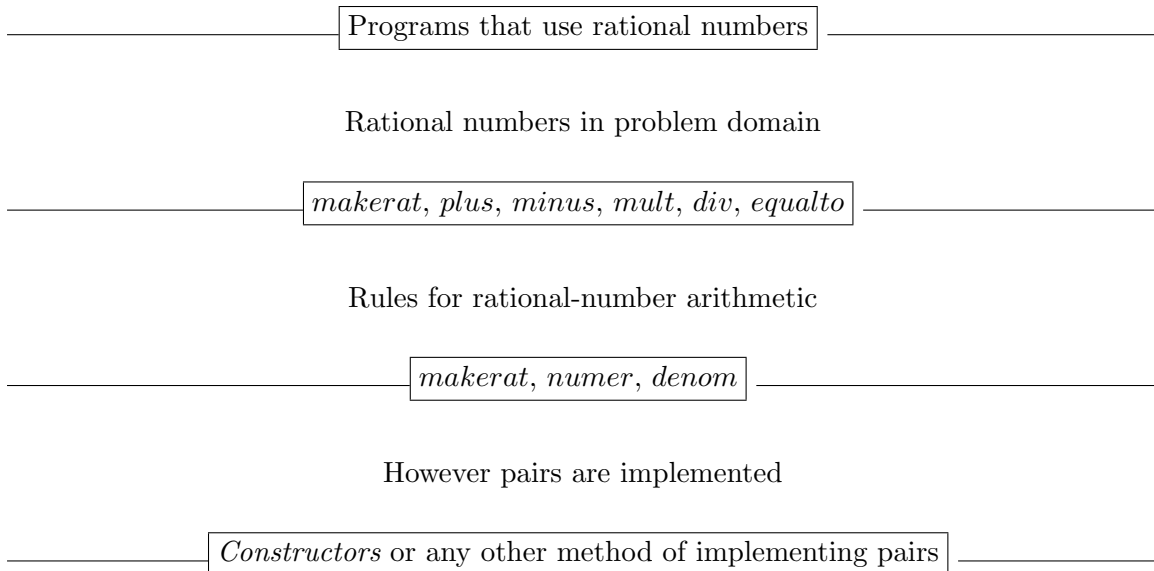 Programs that use rational numbers
Rational numbers in problem domain
makerat, plus, minus, mult, div, equalto
Rules for rational-number arithmetic
makerat, numer, denom
However pairs are implemented
Constructors or any other method of implementing pairs